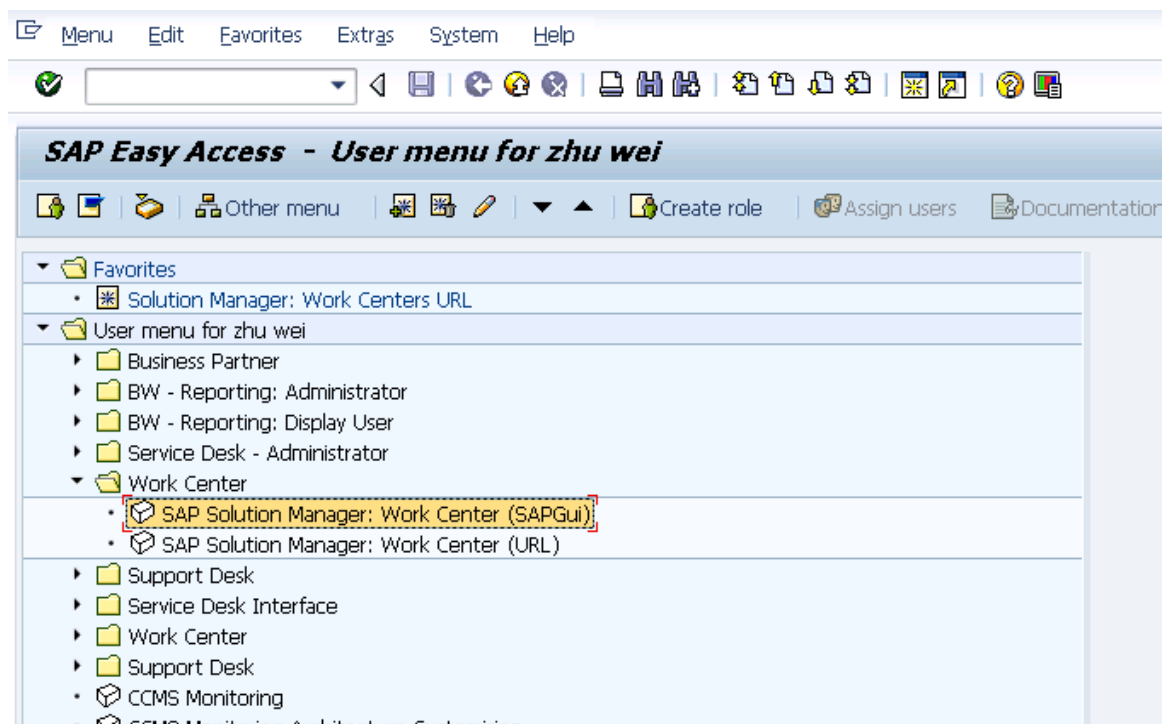 Menu Edit Favorites Extras System Help
SAP Easy Access - User menu for zhu wei
Other menu Create role Assign users Documentation
Favorites
Solution Manager: Work Centers URL
User menu for zhu wei
Business Partner
BW - Reporting: Administrator
BW - Reporting: Display User
Service Desk - Administrator
Work Center
SAP Solution Manager: Work Center (SAPGui)
SAP Solution Manager: Work Center (URL)
Support Desk
Service Desk Interface
Work Center
Support Desk
CCMS Monitoring